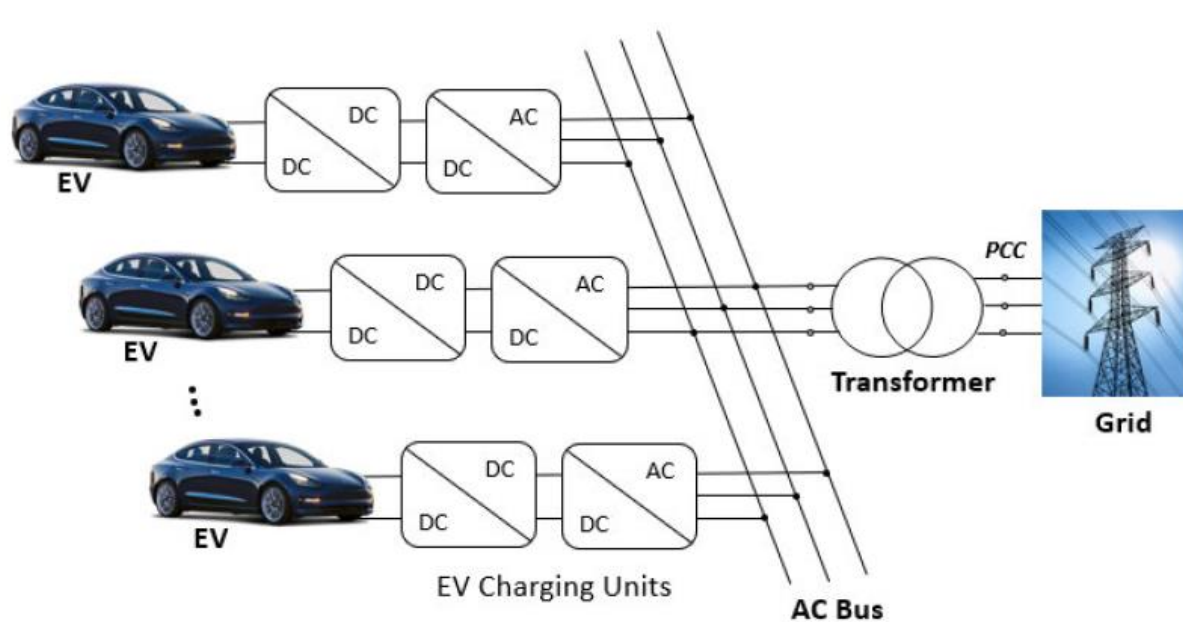 DC
DC
AC
DC
EV
DC
DC
AC
DC
EV
PCC
Transformer
Grid
DC
DC
AC
DC
EV
EV Charging Units
AC Bus